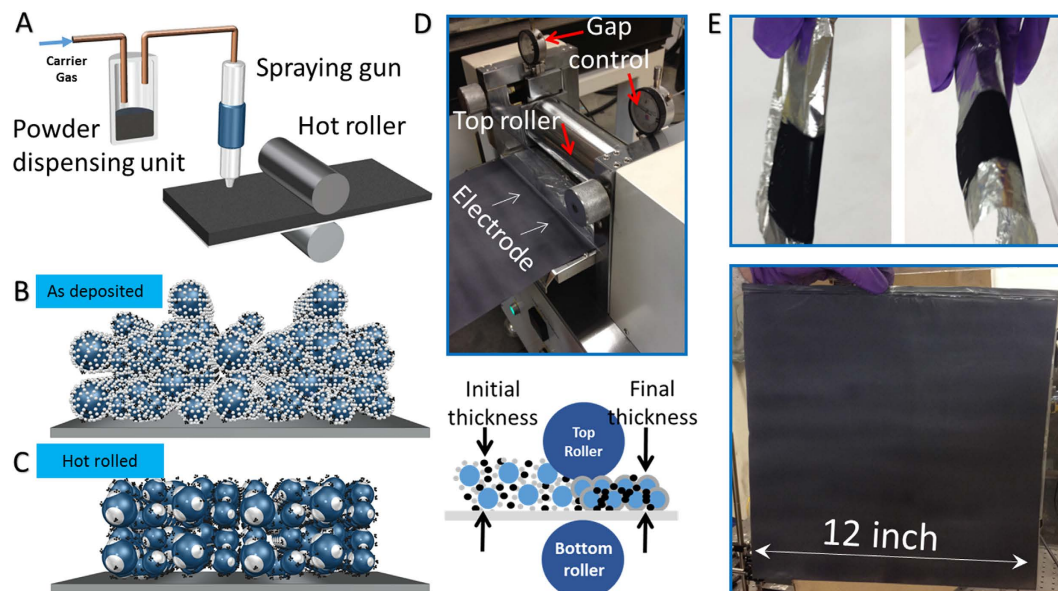 A
Carrier
Gas
Spraying gun
Hot roller
Powder
dispensing unit
B
As deposited
C
Hot rolled
D
Gap
control
Top roller
Electrode
Initial
thickness
Final
thickness
Top
Roller
Bottom
roller
E
12 inch